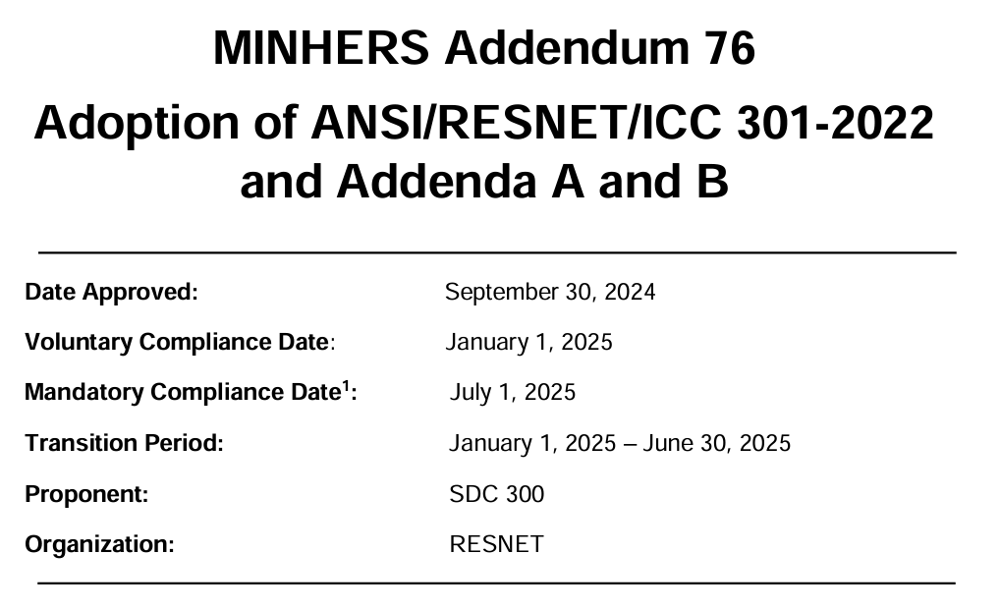 MINHERS Addendum 76
Adoption of ANSI/RESNET/ICC 301-2022
and Addenda A and B
Date Approved: September 30, 2024
Voluntary Compliance Date: January 1, 2025
Mandatory Compliance Date¹: July 1, 2025
Transition Period: January 1, 2025 – June 30, 2025
Proponent: SDC 300
Organization: RESNET